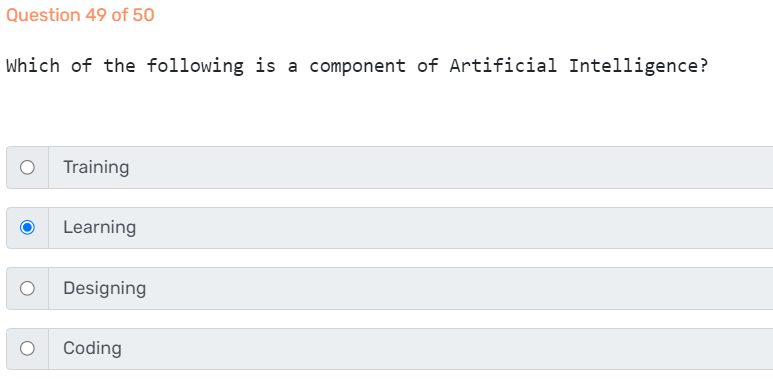 Question 49 of 50
Which of the following is a component of Artificial Intelligence?
Training
Learning
Designing
Coding